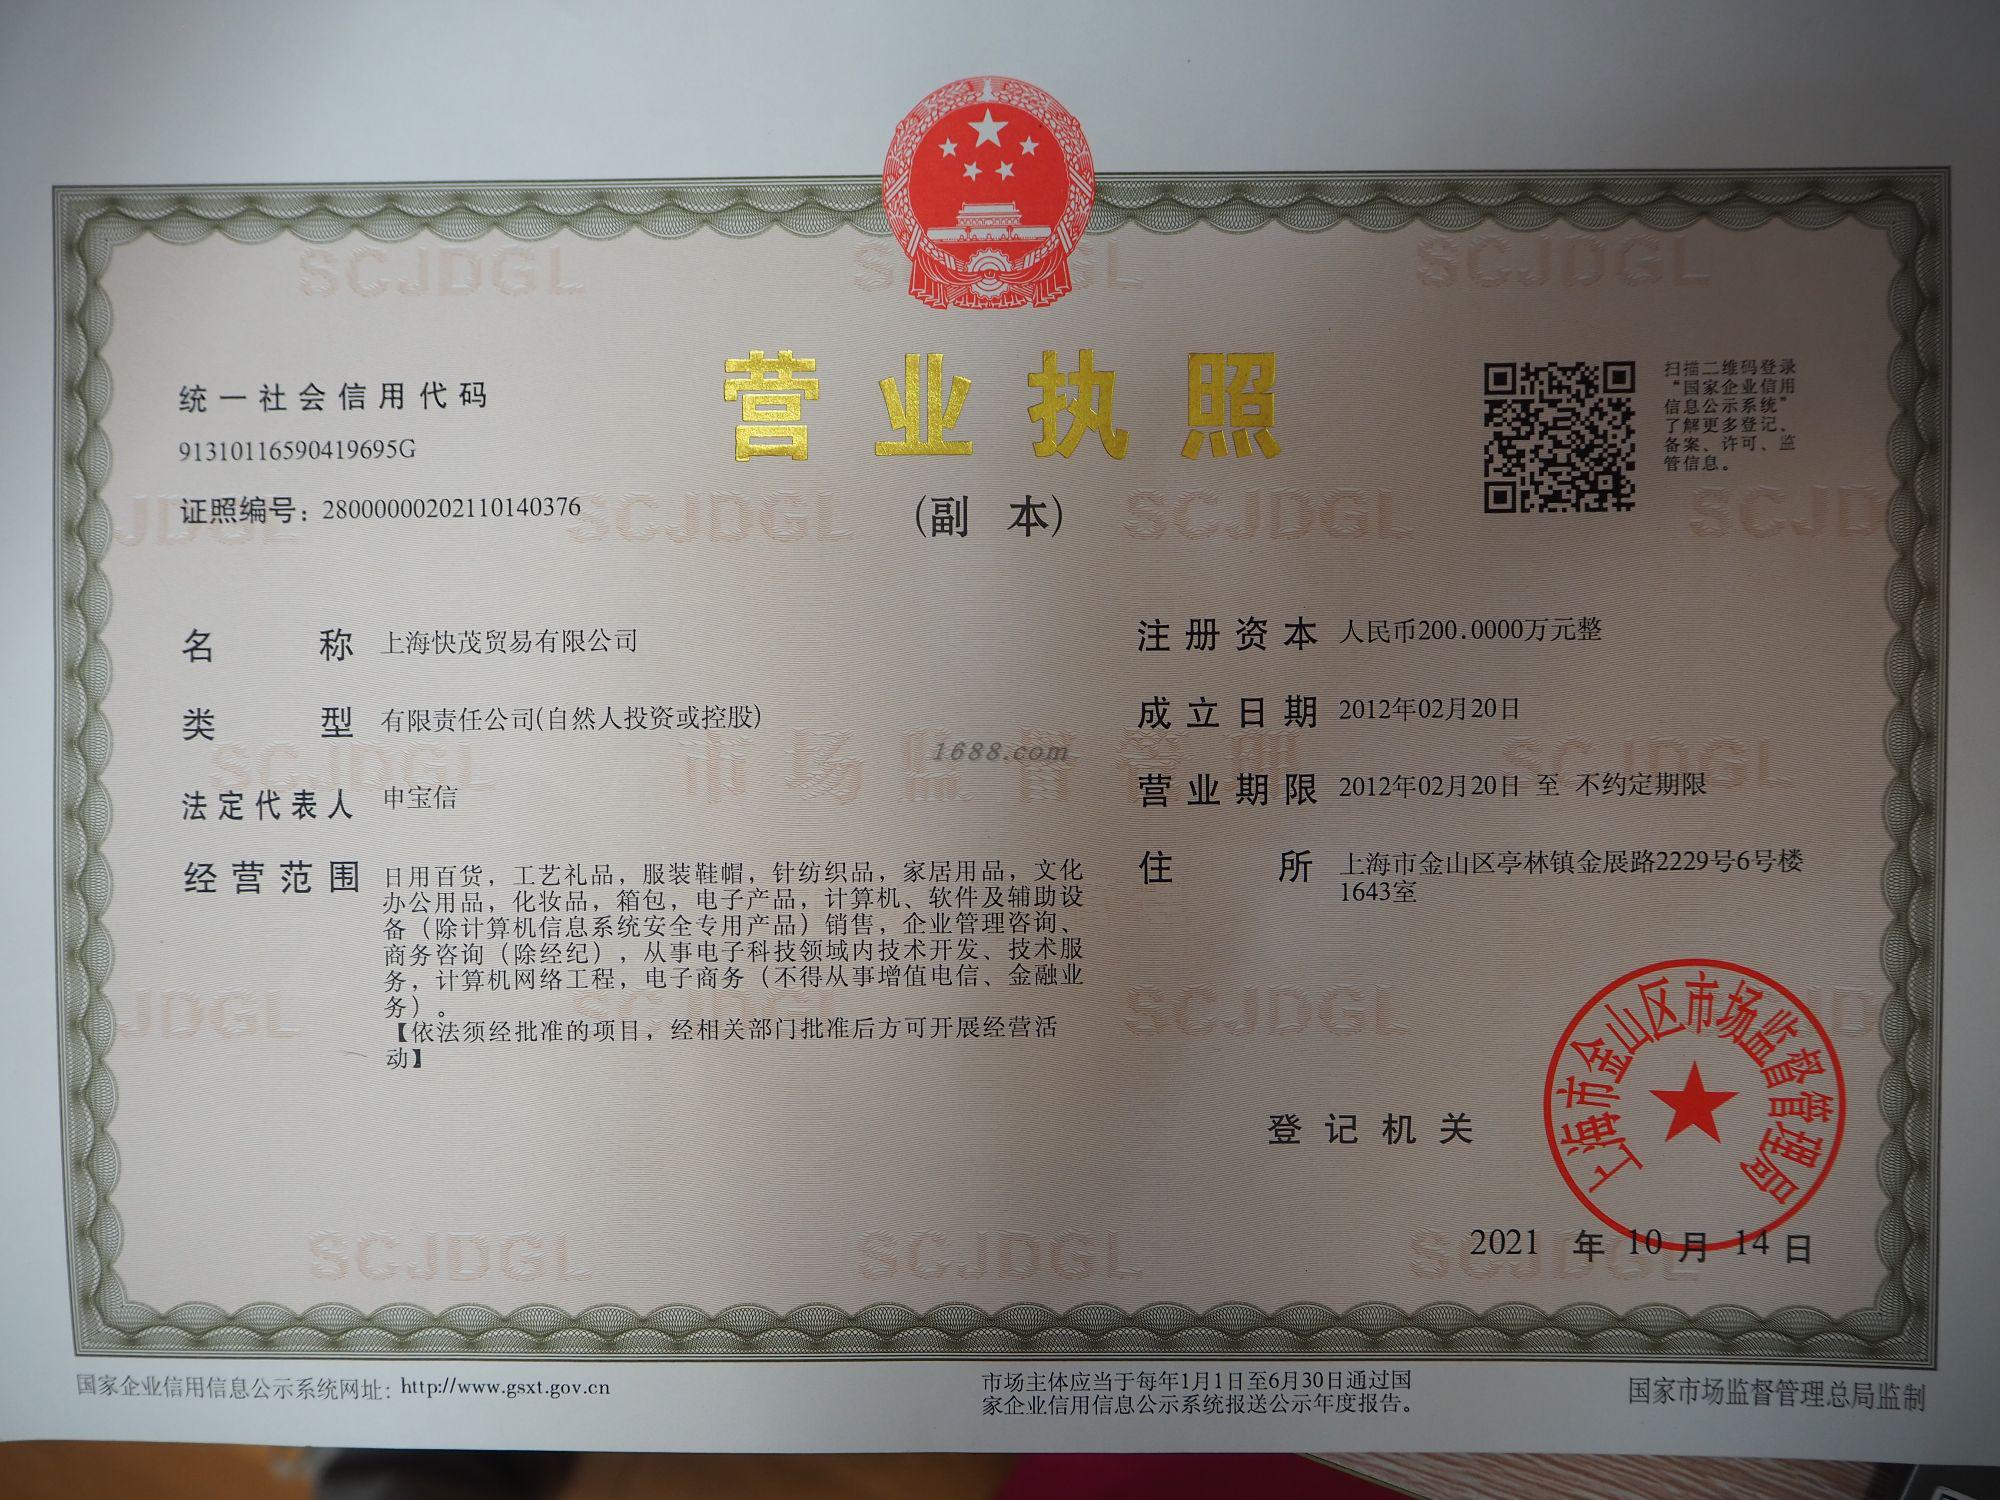 统一社会信用代码
91310116590419695G
证照编号：28000000202110140376
营业执照
(副 本)
扫描二维码登录
“国家企业信用
信息公示系统”
了解更多登记、
备案、许可、监
管信息。
名 称 上海快茂贸易有限公司
类 型 有限责任公司(自然人投资或控股)
法定代表人 申宝信
经营范围 日用百货，工艺礼品，服装鞋帽，针纺织品，家居用品，文化
办公用品，化妆品，箱包，电子产品，计算机、软件及辅助设
备（除计算机信息系统安全专用产品）销售，企业管理咨询、
商务咨询（除经纪），从事电子科技领域内技术开发、技术服
务，计算机网络工程，电子商务（不得从事增值电信、金融业
务）。
【依法须经批准的项目，经相关部门批准后方可开展经营活
动】
注册资本 人民币200.0000万元整
成立日期 2012年02月20日
营业期限 2012年02月20日 至 不约定期限
住 所 上海市金山区亭林镇金展路2229号6号楼
1643室
1688.com
SCJDGL
市场监督管理
登记机关
上海市金山区市场监督管理局
2021 年 10 月 14 日
国家企业信用信息公示系统网址：http://www.gsxt.gov.cn
市场主体应当于每年1月1日至6月30日通过国
家企业信用信息公示系统报送公示年度报告。
国家市场监督管理总局监制